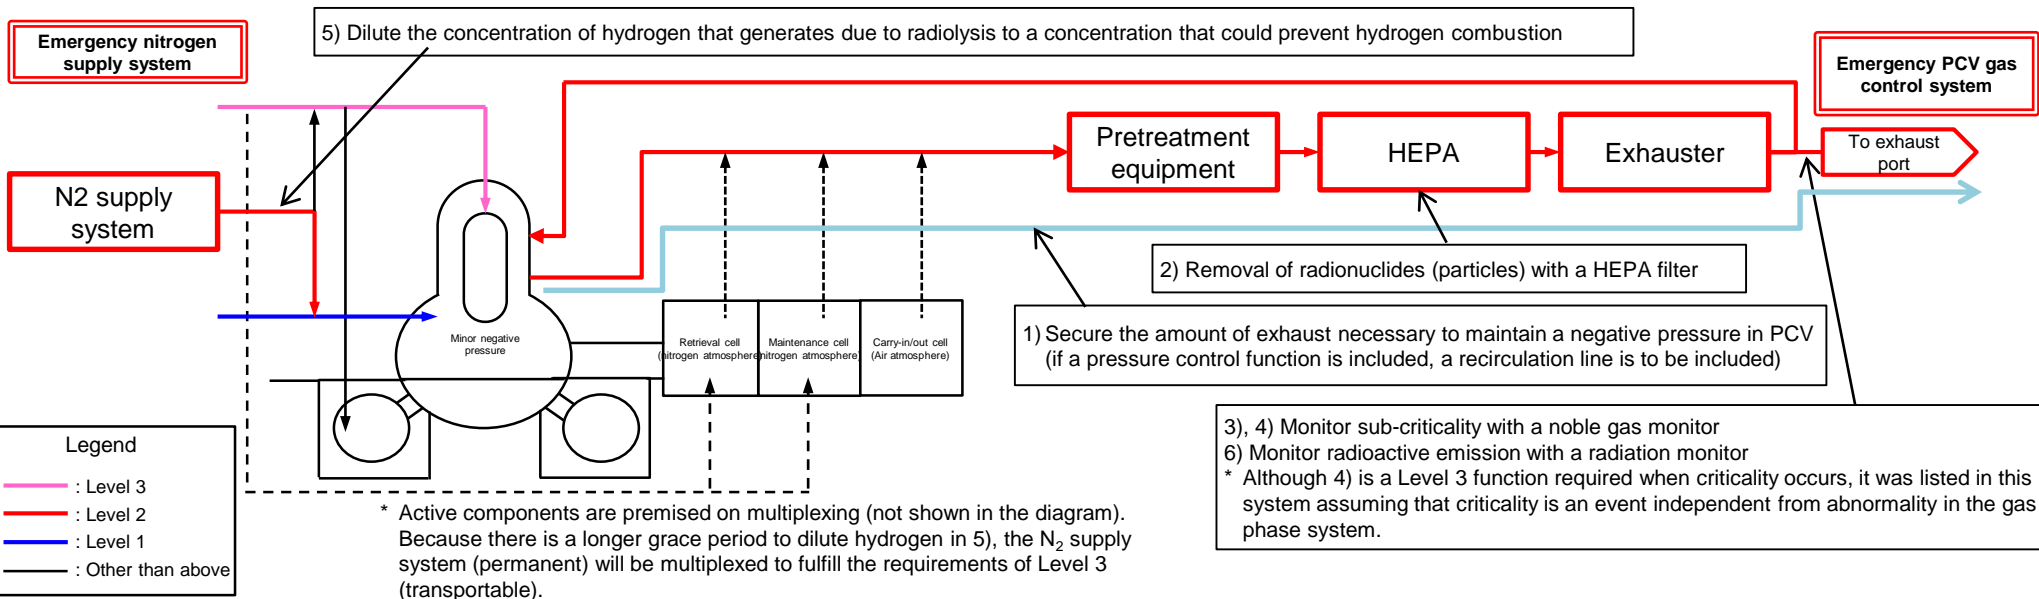 Emergency nitrogen
supply system
5) Dilute the concentration of hydrogen that generates due to radiolysis to a concentration that could prevent hydrogen combustion
Emergency PCV gas
control system
N2 supply
system
Pretreatment
equipment
HEPA
Exhauster
To exhaust
port
2) Removal of radionuclides (particles) with a HEPA filter
1) Secure the amount of exhaust necessary to maintain a negative pressure in PCV
(if a pressure control function is included, a recirculation line is to be included)
Minor negative
pressure
Retrieval cell
(nitrogen atmosphere)
Maintenance cell
(nitrogen atmosphere)
Carry-in/out cell
(Air atmosphere)
3), 4) Monitor sub-criticality with a noble gas monitor
6) Monitor radioactive emission with a radiation monitor
* Although 4) is a Level 3 function required when criticality occurs, it was listed in this
system assuming that criticality is an event independent from abnormality in the gas
phase system.
Legend
: Level 3
: Level 2
: Level 1
: Other than above
* Active components are premised on multiplexing (not shown in the diagram).
Because there is a longer grace period to dilute hydrogen in 5), the N2 supply
system (permanent) will be multiplexed to fulfill the requirements of Level 3
(transportable).